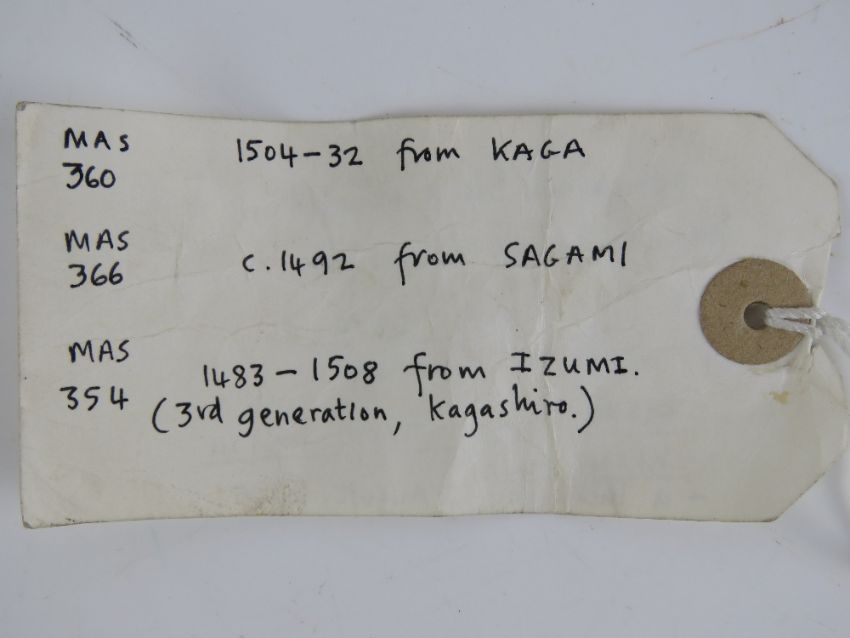 MAS 360 1504-32 from KAGA
MAS 366 c.1492 from SAGAMI
MAS 354 1483-1508 from IZUMI.
(3rd generation, Kagashiro.)